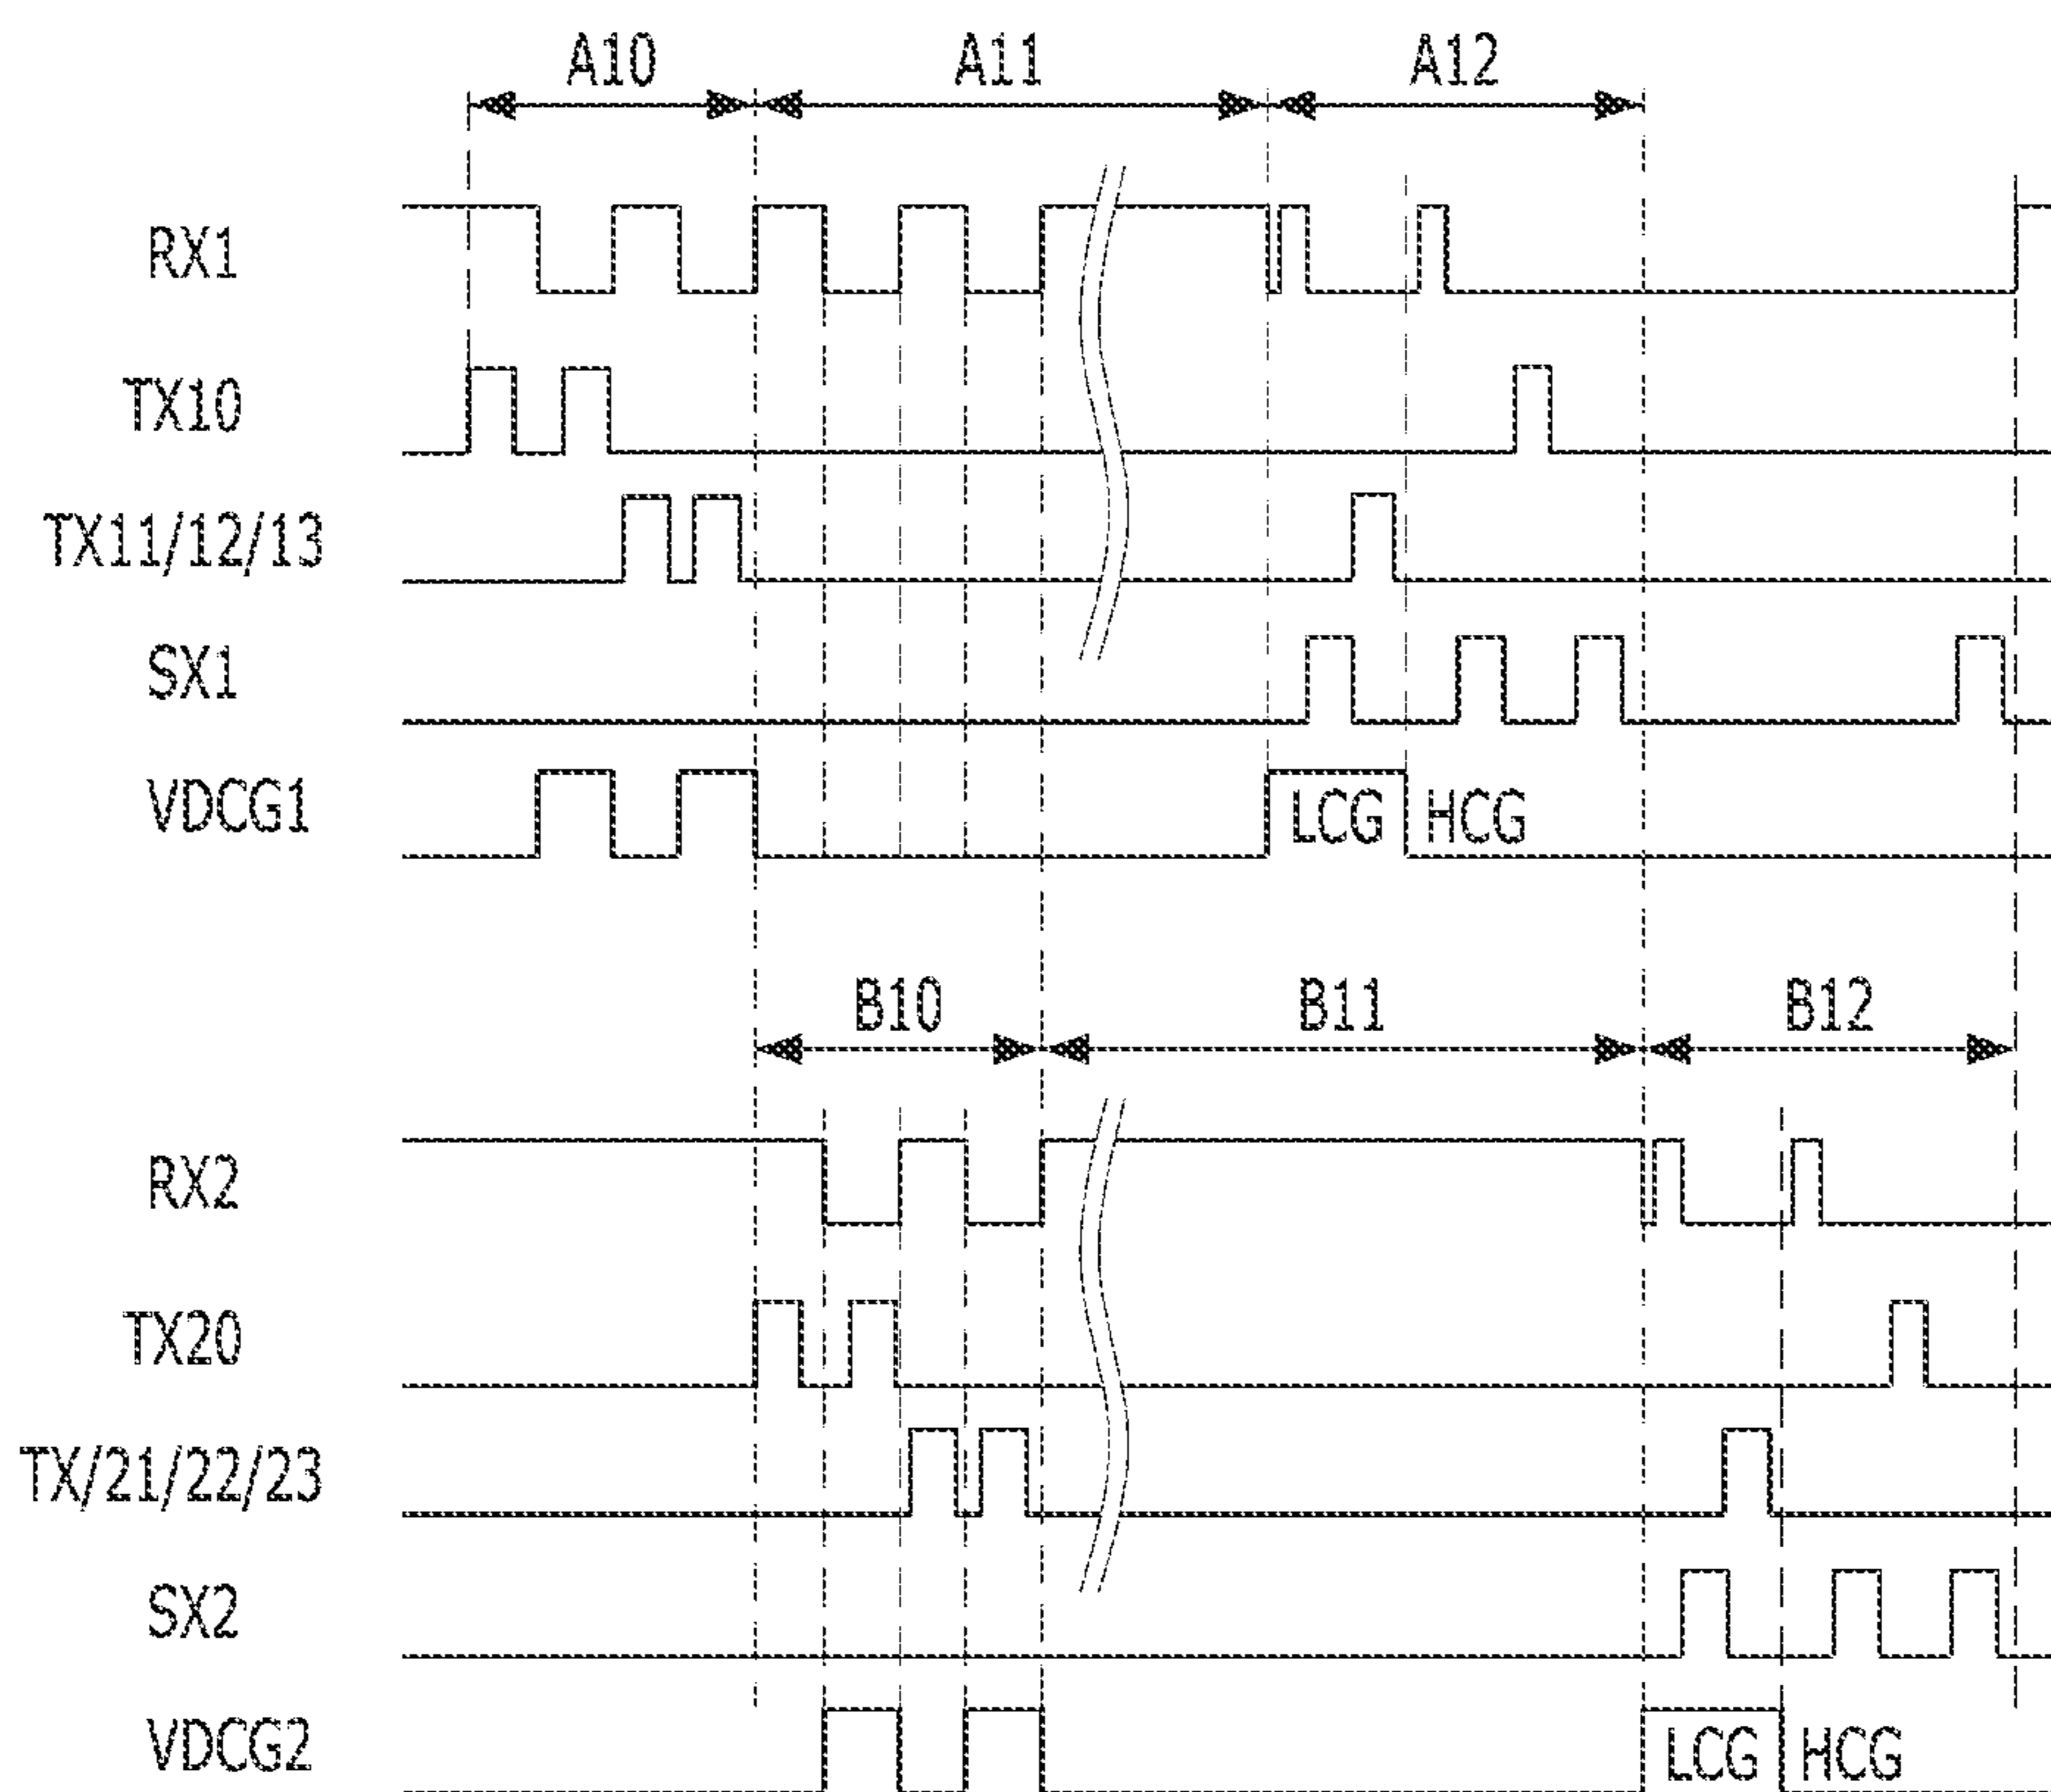 A10 A11 A12
RX1
TX10
TX11/12/13
SX1
VDCG1 LCG HCG
B10 B11 B12
RX2
TX20
TX/21/22/23
SX2
VDCG2 LCG HCG